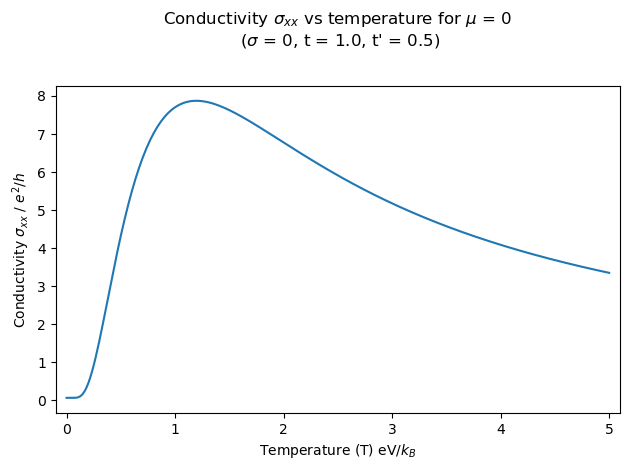 Conductivity σxx vs temperature for μ = 0
(σ = 0, t = 1.0, t' = 0.5)
8
7
6
5
4
3
2
1
0
Conductivity σxx / e²/h
0 1 2 3 4 5
Temperature (T) eV/kB